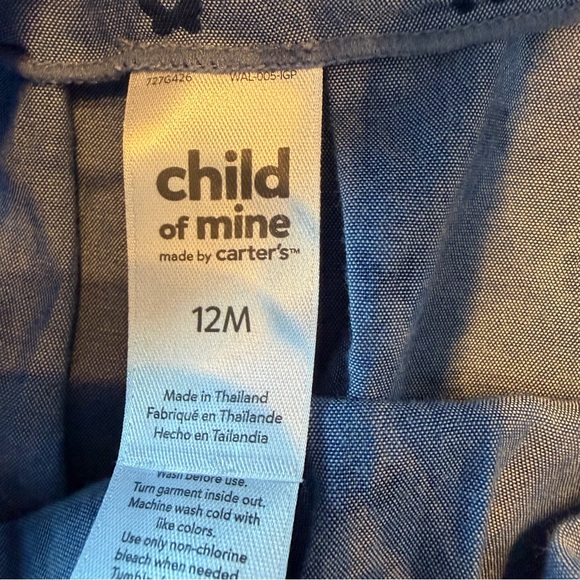 727G426 WAL-005-IGP
child
of mine
made by carter's™
12M
Made in Thailand
Fabriqué en Thaïlande
Hecho en Tailandia
Wash before use.
Turn garment inside out.
Machine wash cold with
like colors.
Use only non-chlorine
bleach when needed
Tumble